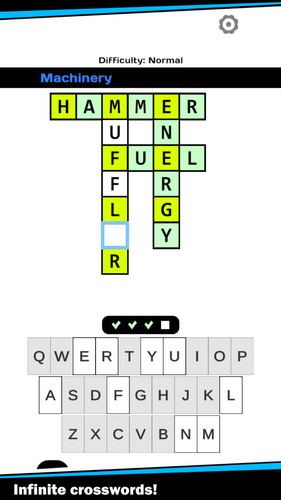 Difficulty: Normal
Machinery
HAMMER
U N
FUEL
F R
L G
Y
R
QWERTYUIOP
ASDFGHJKL
ZXCVBNM
Infinite crosswords!